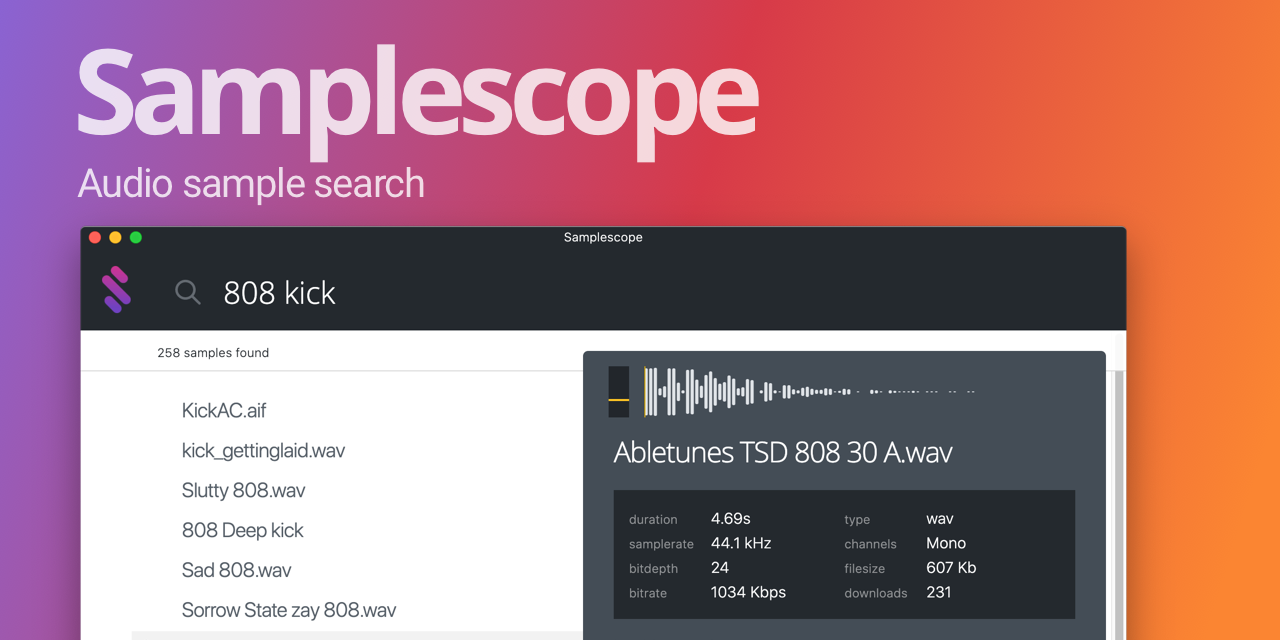 Samplescope
Audio sample search
Samplescope
808 kick
258 samples found
KickAC.aif
kick_gettinglaid.wav
Slutty 808.wav
808 Deep kick
Sad 808.wav
Sorrow State zay 808.wav
Abletunes TSD 808 30 A.wav
duration 4.69s type wav
samplerate 44.1 kHz channels Mono
bitdepth 24 filesize 607 Kb
bitrate 1034 Kbps downloads 231